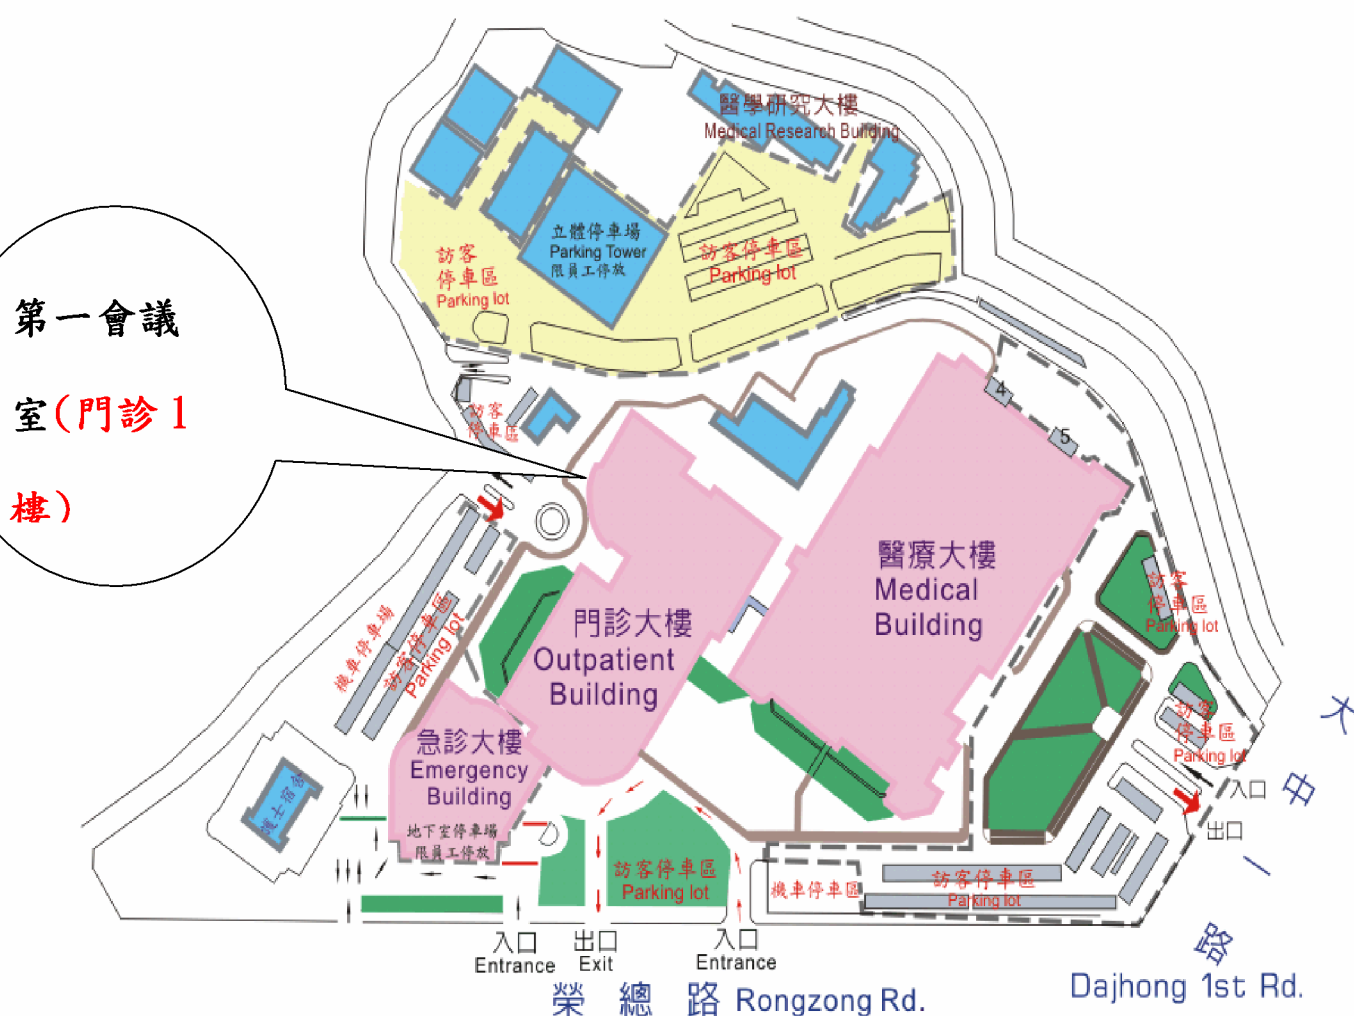 醫學研究大樓
Medical Research Building
立體停車場
Parking Tower
限員工停放
訪客
停車區
Parking lot
訪客停車區
Parking lot
第一會議
室(門診1
樓)
訪客
停車區
4
5
醫療大樓
Medical
Building
門診大樓
Outpatient
Building
急診大樓
Emergency
Building
地下室停車場
限員工停放
機車停車場
訪客停車區
Parking lot
護士宿舍
訪客
停車區
Parking lot
訪客
停車區
Parking lot
入口
出口
訪客停車區
Parking lot
機車停車區
訪客停車區
Parking lot
入口
Entrance
出口
Exit
入口
Entrance
榮總路 Rongzong Rd.
大中一路
Dajhong 1st Rd.